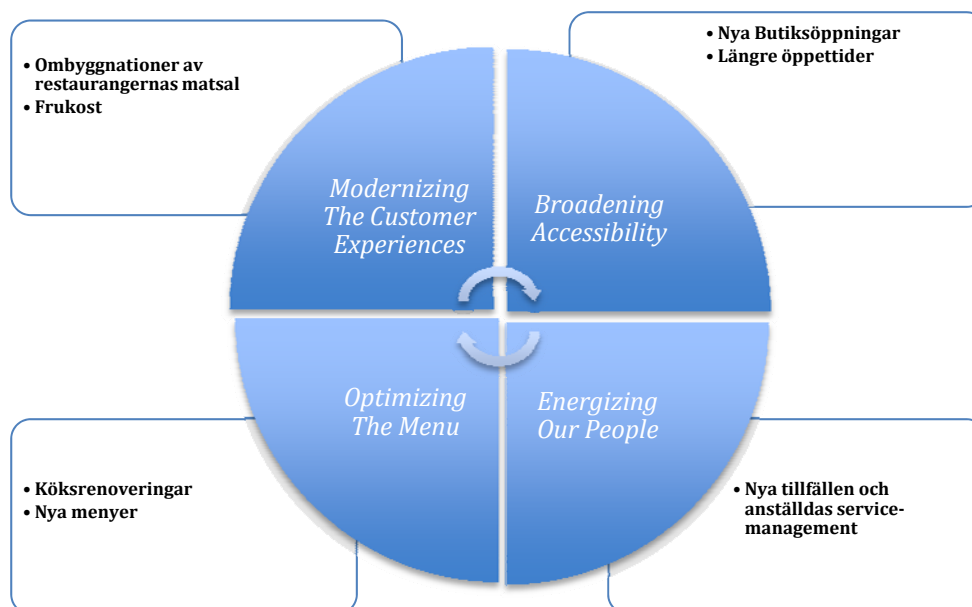 • Ombyggnationer av
restaurangernas matsal
• Frukost
• Nya Butiksöppningar
• Längre öppettider
Modernizing
The Customer
Experiences
Broadening
Accessibility
Optimizing
The Menu
Energizing
Our People
• Köksrenoveringar
• Nya menyer
• Nya tillfällen och
anställdas service-
management